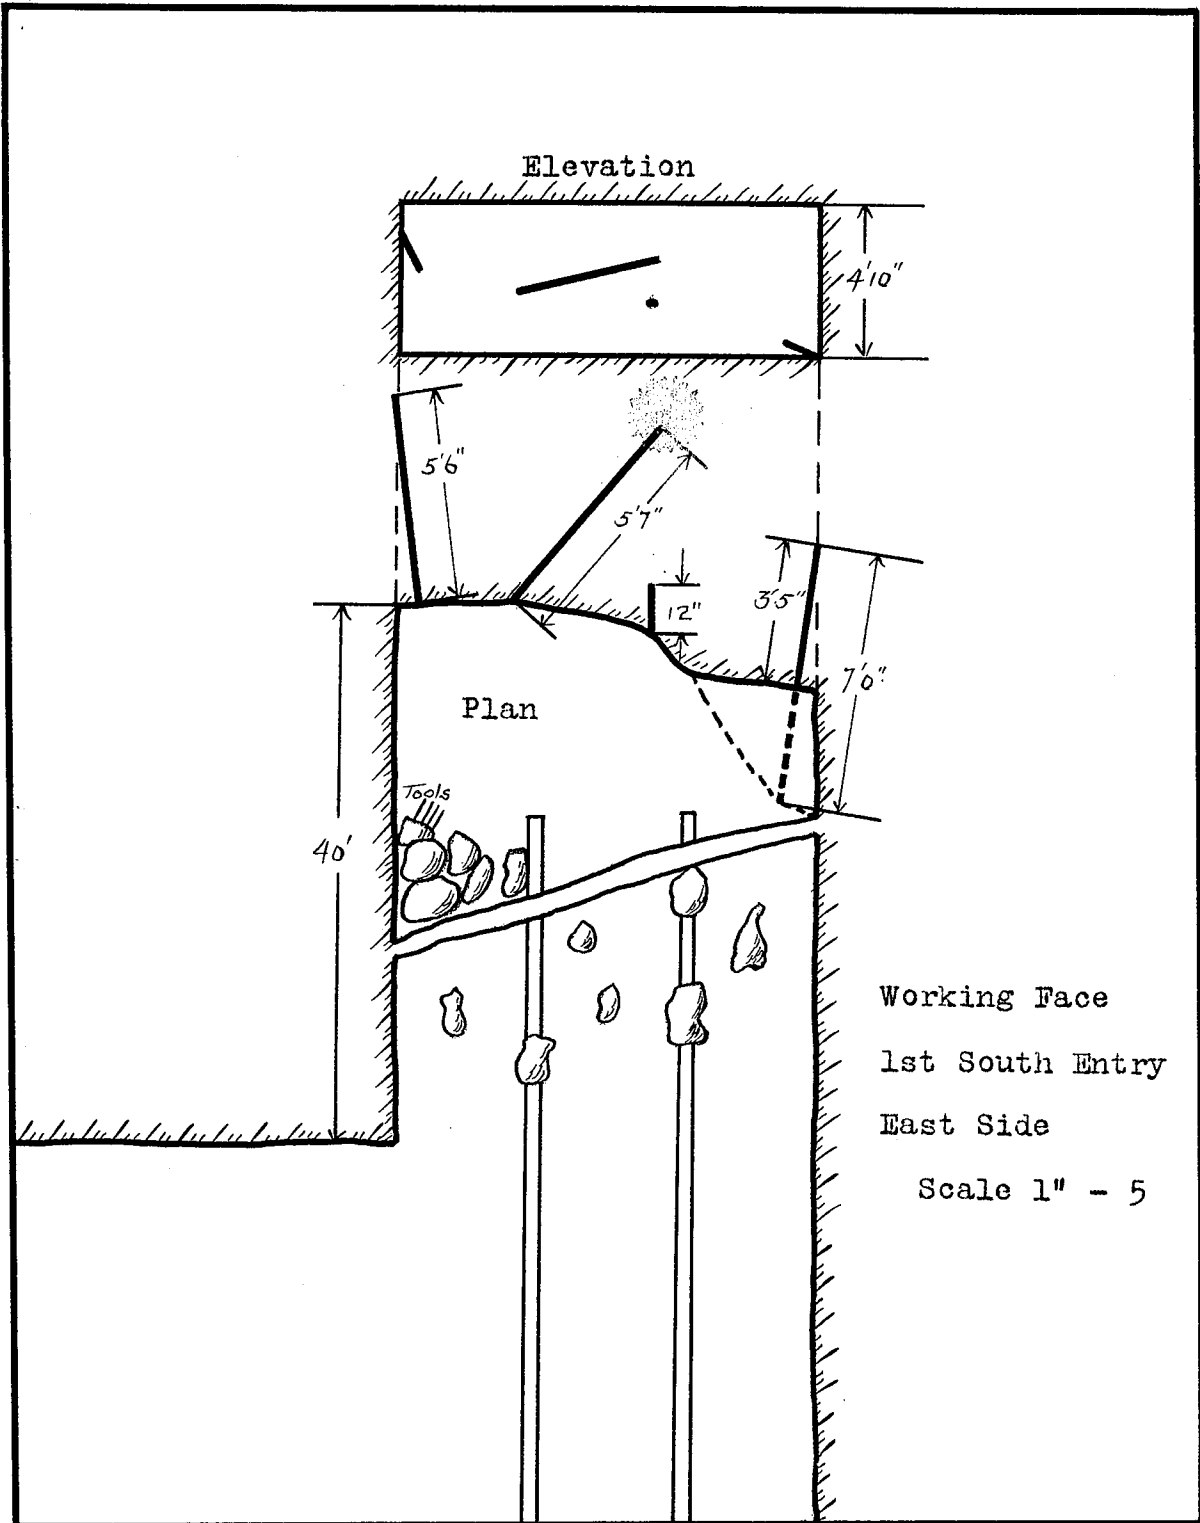 Elevation
4'10"
5'6"
5'7"
12"
3'5"
7'0"
Plan
Tools
40'
Working Face
1st South Entry
East Side
Scale 1" - 5